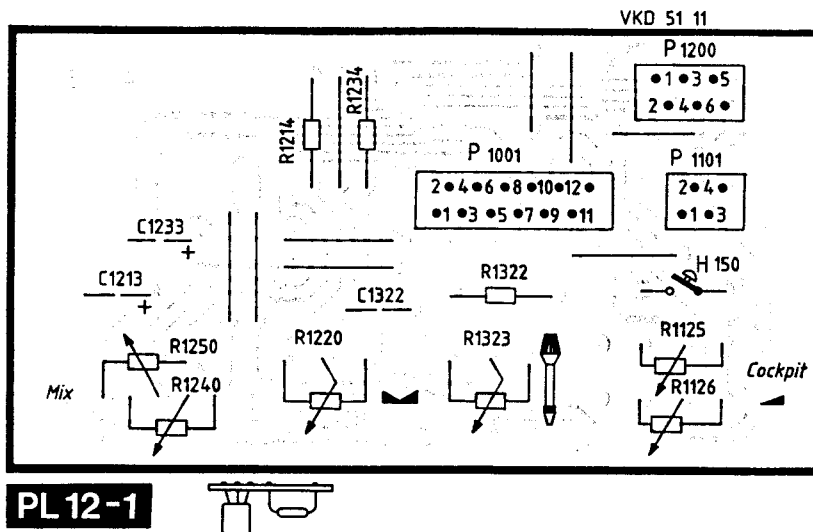 VKD 51 11
P 1200
●1●3●5
2●4●6●
R1214
R1234
P 1001
2●4●6●8●10●12●
●1●3●5●7●9●11
P 1101
2●4●
●1●3
C1233
+
C1213
+
C1322
R1322
H 150
R1250
R1220
R1323
R1125
Mix
R1240
R1126
Cockpit
PL 12-1